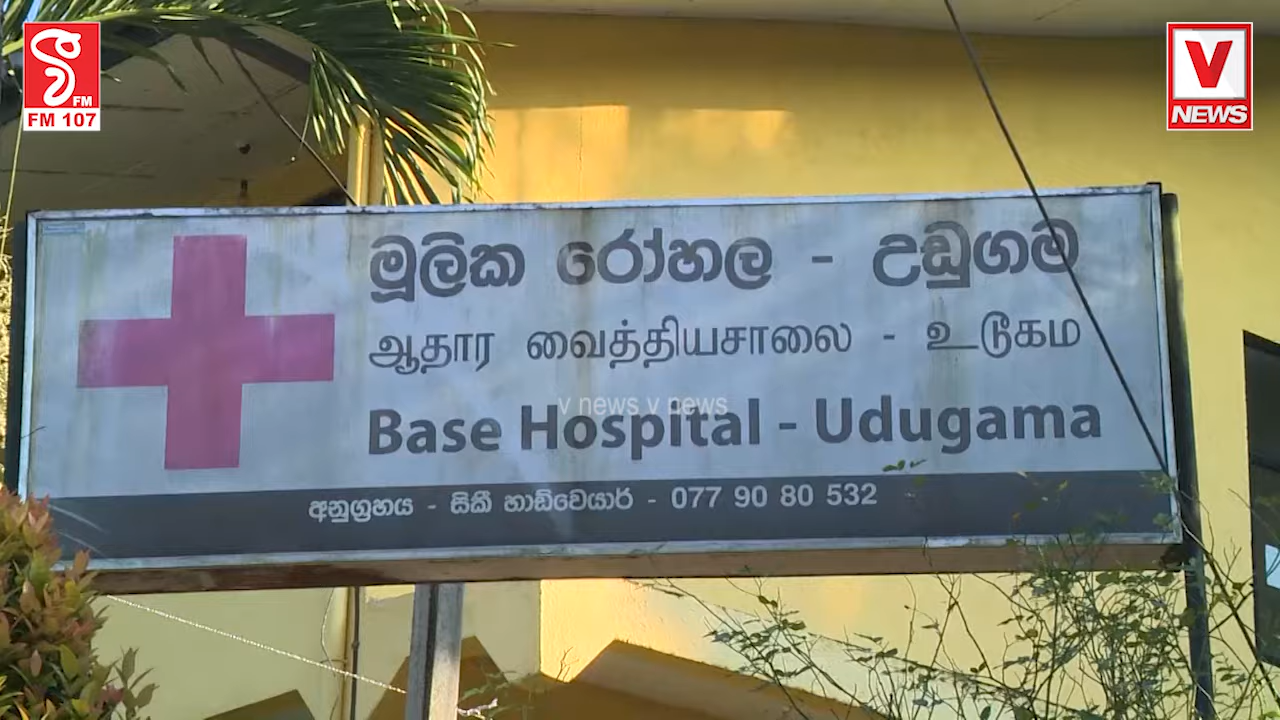 FM
FM 107
V
NEWS
මූලික රෝහල - උඩුගම
ஆதார வைத்தியசாலை - உடுகம
v news v news
Base Hospital - Udugama
අනුග්‍රහය - සිකී හාඩ්වෙයාර් - 077 90 80 532